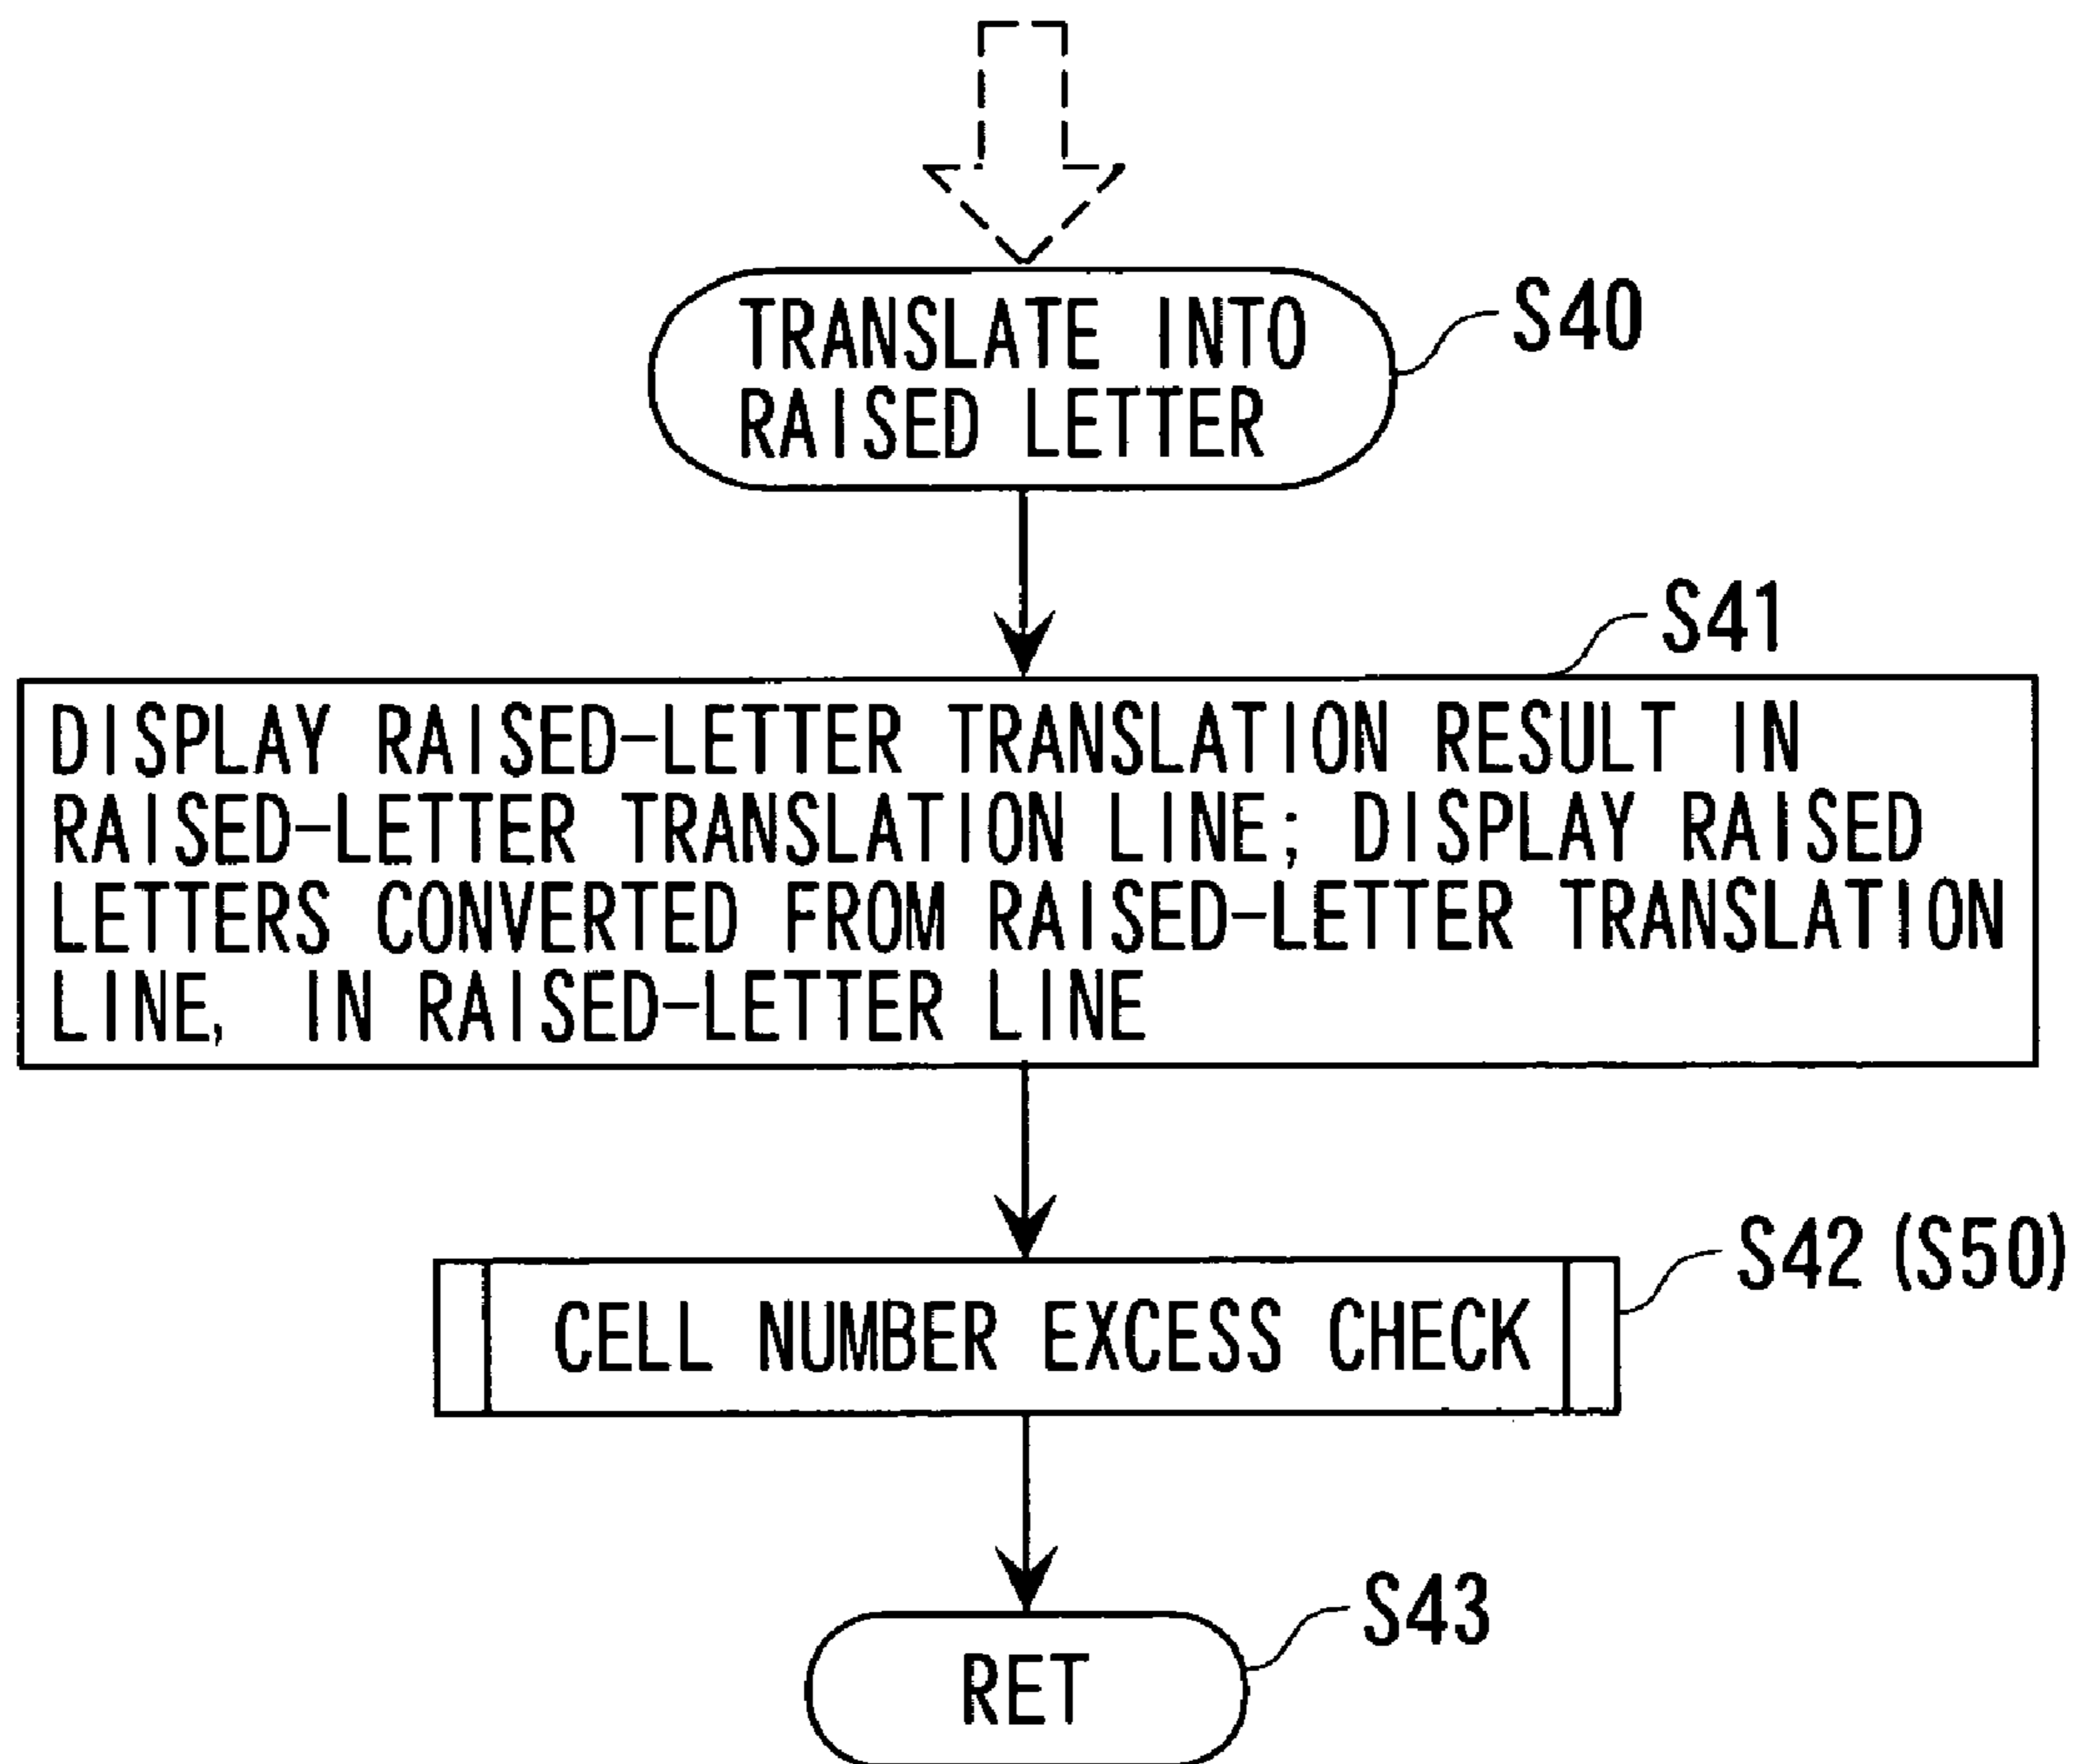 TRANSLATE INTO
RAISED LETTER
S40
S41
DISPLAY RAISED-LETTER TRANSLATION RESULT IN
RAISED-LETTER TRANSLATION LINE; DISPLAY RAISED
LETTERS CONVERTED FROM RAISED-LETTER TRANSLATION
LINE, IN RAISED-LETTER LINE
S42 (S50)
CELL NUMBER EXCESS CHECK
S43
RET